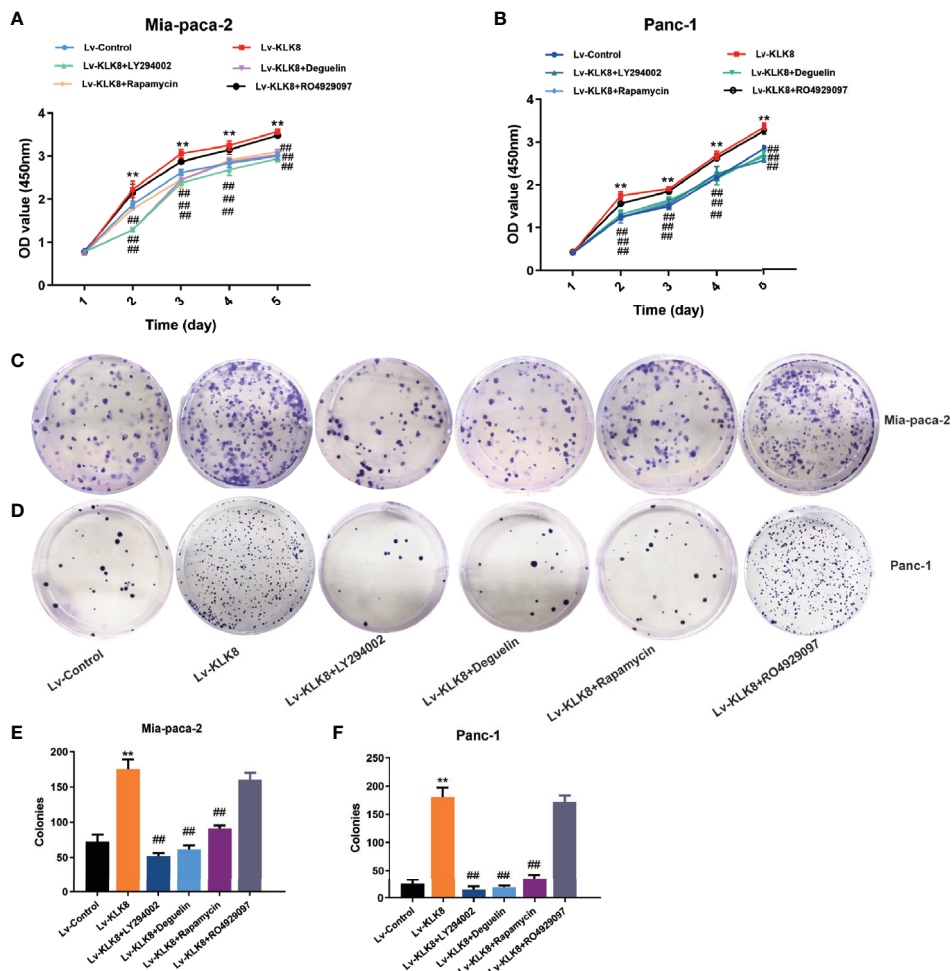 A
Mia-paca-2
Lv-Control
Lv-KLK8
Lv-KLK8+LY294002
Lv-KLK8+Deguelin
Lv-KLK8+Rapamycin
Lv-KLK8+RO4929097
OD value (450nm)
4
3
2
1
0
** ** ** **
##
##
##
##
##
##
##
##
##
##
##
##
1 2 3 4 5
Time (day)
B
Panc-1
Lv-Control
Lv-KLK8
Lv-KLK8+LY294002
Lv-KLK8+Deguelin
Lv-KLK8+Rapamycin
Lv-KLK8+RO4929097
OD value (450nm)
4
3
2
1
0
** ** ** **
##
##
##
##
##
##
##
##
##
##
##
##
1 2 3 4 5
Time (day)
C
Mia-paca-2
D
Panc-1
Lv-Control
Lv-KLK8
Lv-KLK8+LY294002
Lv-KLK8+Deguelin
Lv-KLK8+Rapamycin
Lv-KLK8+RO4929097
E
Mia-paca-2
Colonies
200
150
100
50
0
**
##
##
##
Lv-Control
Lv-KLK8
Lv-KLK8+LY294002
Lv-KLK8+Deguelin
Lv-KLK8+Rapamycin
Lv-KLK8+RO4929097
F
Panc-1
Colonies
250
200
150
100
50
0
**
##
##
##
Lv-Control
Lv-KLK8
Lv-KLK8+LY294002
Lv-KLK8+Deguelin
Lv-KLK8+Rapamycin
Lv-KLK8+RO4929097